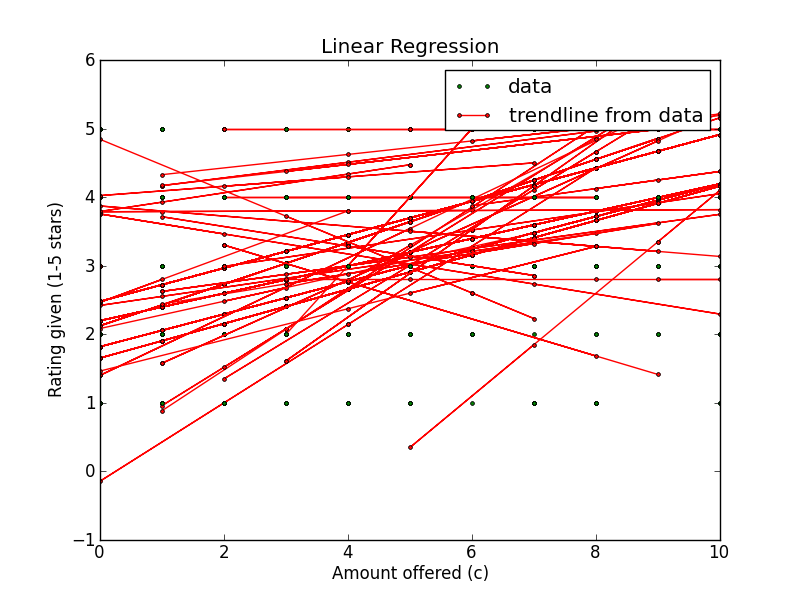 Linear Regression
data
trendline from data
6
5
4
3
2
1
0
−1
Rating given (1-5 stars)
0 2 4 6 8 10
Amount offered (c)